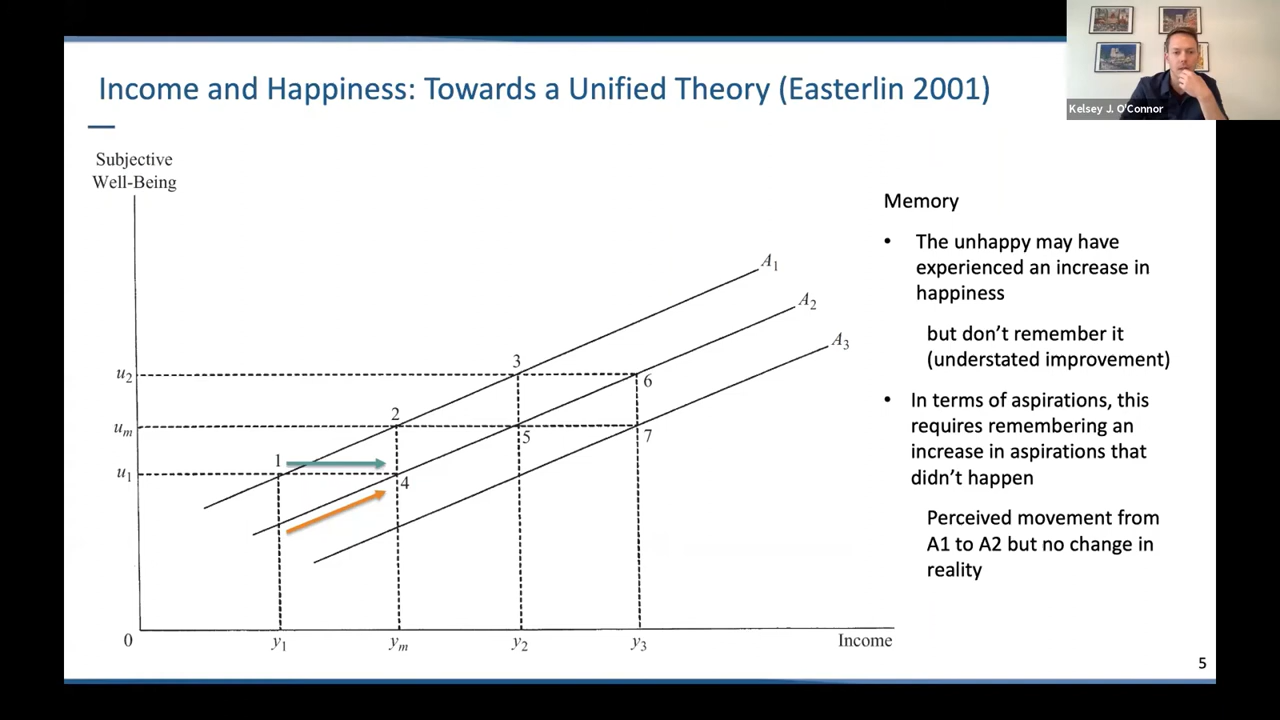 Kelsey J. O'Connor
Income and Happiness: Towards a Unified Theory (Easterlin 2001)
Subjective
Well-Being
A1
A2
A3
u2
um
u1
1
2
3
4
5
6
7
0
y1
ym
y2
y3
Income
Memory
• The unhappy may have
experienced an increase in
happiness
but don't remember it
(understated improvement)
• In terms of aspirations, this
requires remembering an
increase in aspirations that
didn't happen
Perceived movement from
A1 to A2 but no change in
reality
5